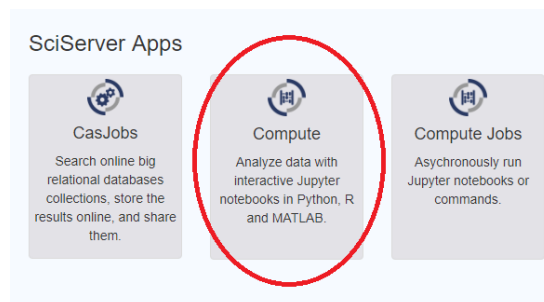 SciServer Apps
CasJobs
Search online big
relational databases
collections, store the
results online, and share
them.
Compute
Analyze data with
interactive Jupyter
notebooks in Python, R
and MATLAB.
Compute Jobs
Asychronously run
Jupyter notebooks or
commands.